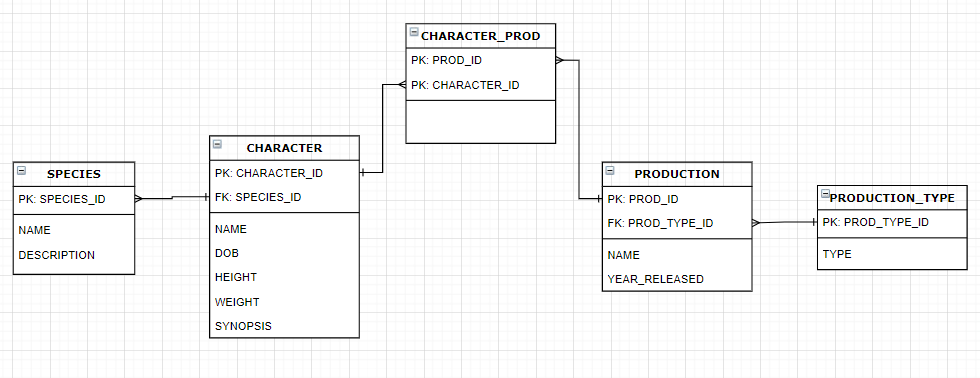 CHARACTER_PROD
PK: PROD_ID
PK: CHARACTER_ID
CHARACTER
PK: CHARACTER_ID
FK: SPECIES_ID
NAME
DOB
HEIGHT
WEIGHT
SYNOPSIS
SPECIES
PK: SPECIES_ID
NAME
DESCRIPTION
PRODUCTION
PK: PROD_ID
FK: PROD_TYPE_ID
NAME
YEAR_RELEASED
PRODUCTION_TYPE
PK: PROD_TYPE_ID
TYPE